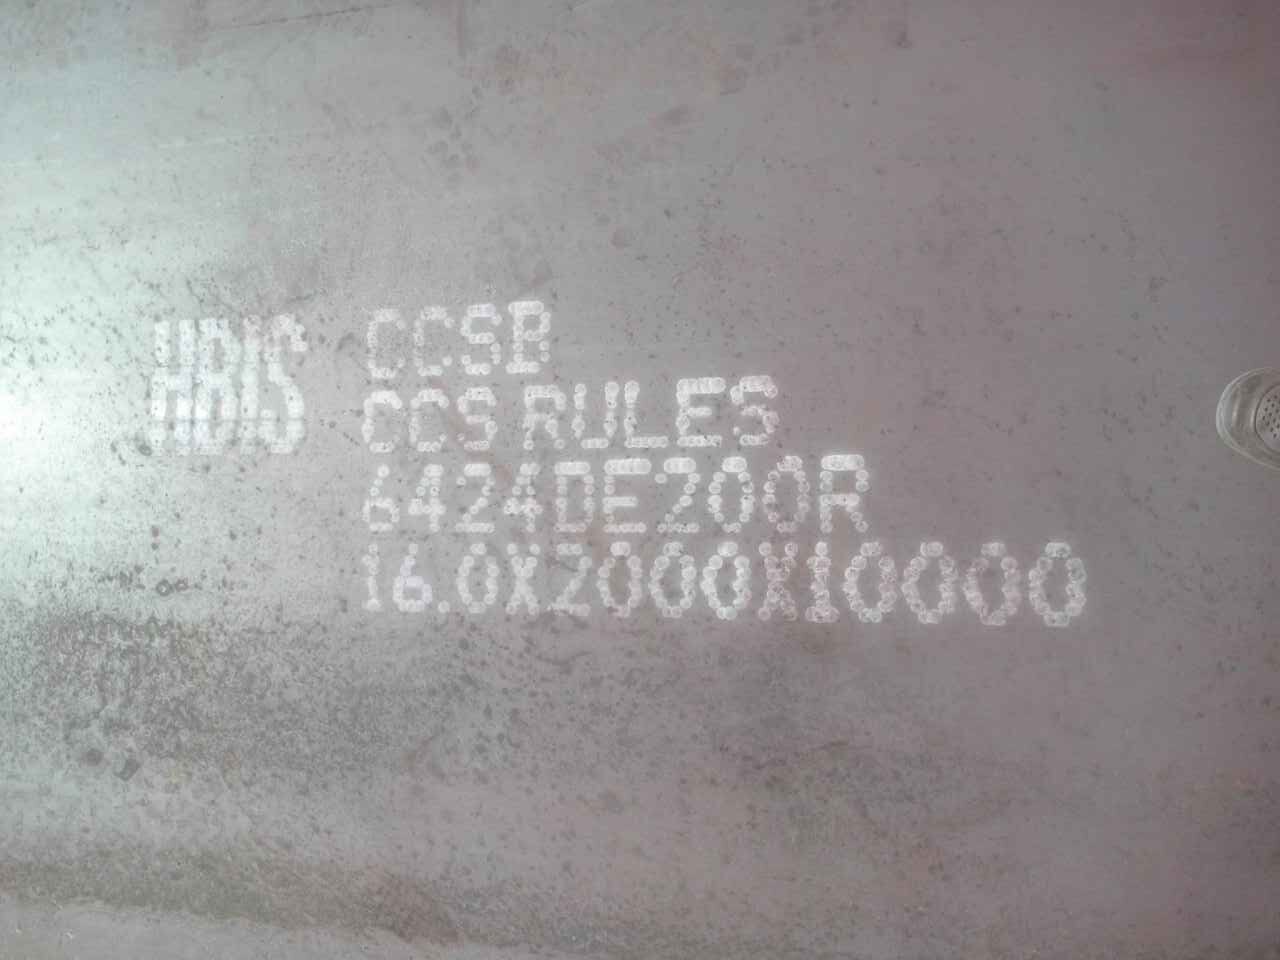 HBIS
CCSB
CCS RULES
6424DE200R
16.0X2000X10000